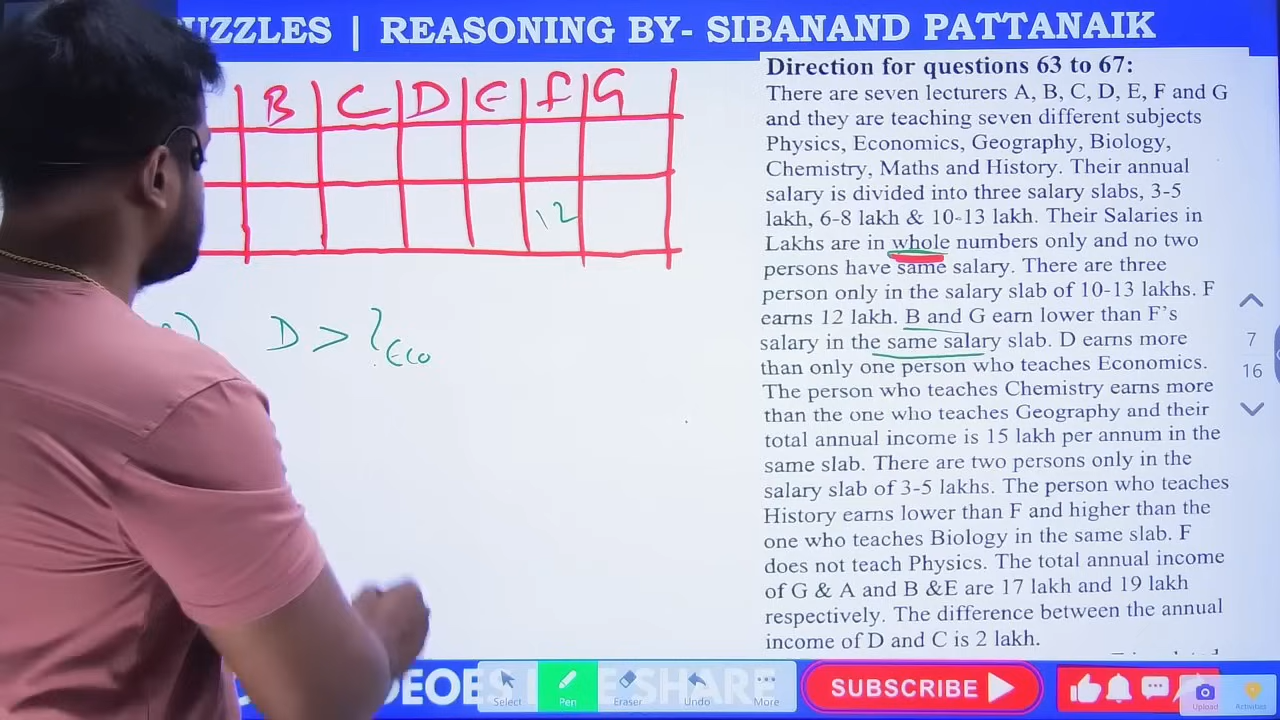 UZZLES | REASONING BY- SIBANAND PATTANAIK
B C D E F G
12
D > ?Eco
Direction for questions 63 to 67:
There are seven lecturers A, B, C, D, E, F and G
and they are teaching seven different subjects
Physics, Economics, Geography, Biology,
Chemistry, Maths and History. Their annual
salary is divided into three salary slabs, 3-5
lakh, 6-8 lakh & 10-13 lakh. Their Salaries in
Lakhs are in whole numbers only and no two
persons have same salary. There are three
person only in the salary slab of 10-13 lakhs. F
earns 12 lakh. B and G earn lower than F's
salary in the same salary slab. D earns more
than only one person who teaches Economics.
The person who teaches Chemistry earns more
than the one who teaches Geography and their
total annual income is 15 lakh per annum in the
same slab. There are two persons only in the
salary slab of 3-5 lakhs. The person who teaches
History earns lower than F and higher than the
one who teaches Biology in the same slab. F
does not teach Physics. The total annual income
of G & A and B &E are 17 lakh and 19 lakh
respectively. The difference between the annual
income of D and C is 2 lakh.
7
16
DEOES
SHARE
Select
Pen
Eraser
Undo
More
SUBSCRIBE
Upload
Activities